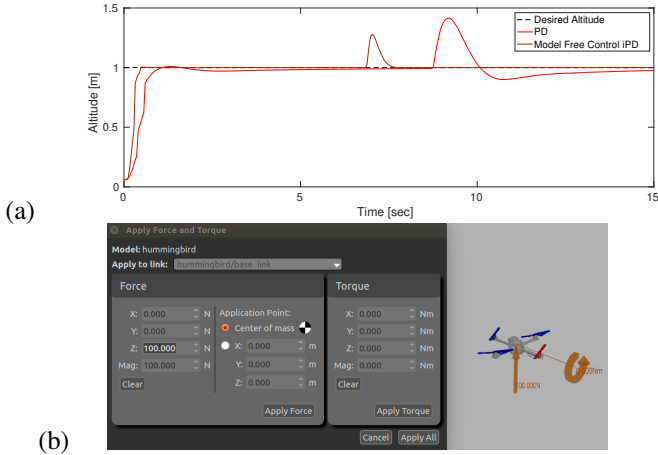 1.5
Desired Altitude
PD
Model Free Control iPD
1
0.5
0
Altitude [m]
0 5 10 15
Time [sec]
(a)
Apply Force and Torque
Model: hummingbird
Apply to link: hummingbird/base_link
Force
X: 0.000 N
Y: 0.000 N
Z: 100.000 N
Mag: 100.000 N
Clear
Application Point:
Center of mass
X: 0.000 m
Y: 0.000 m
Z: 0.000 m
Apply Force
Torque
X: 0.000 Nm
Y: 0.000 Nm
Z: 0.000 Nm
Mag: 0.000 Nm
Clear
Apply Torque
Cancel Apply All
100.000N
(b)